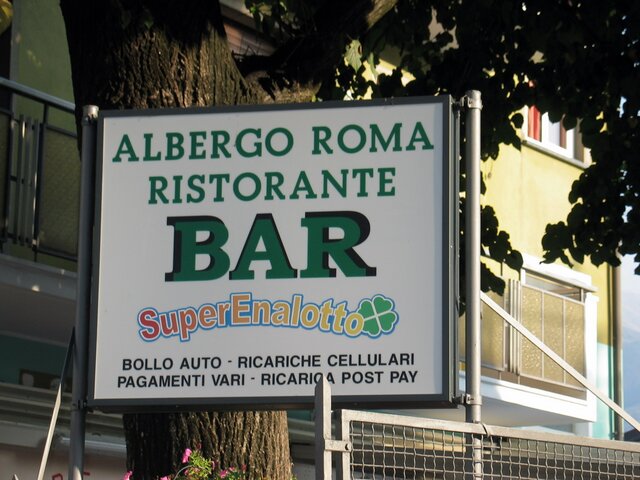 ALBERGO ROMA
RISTORANTE
BAR
SuperEnalotto
BOLLO AUTO - RICARICHE CELLULARI
PAGAMENTI VARI - RICARICA POST PAY